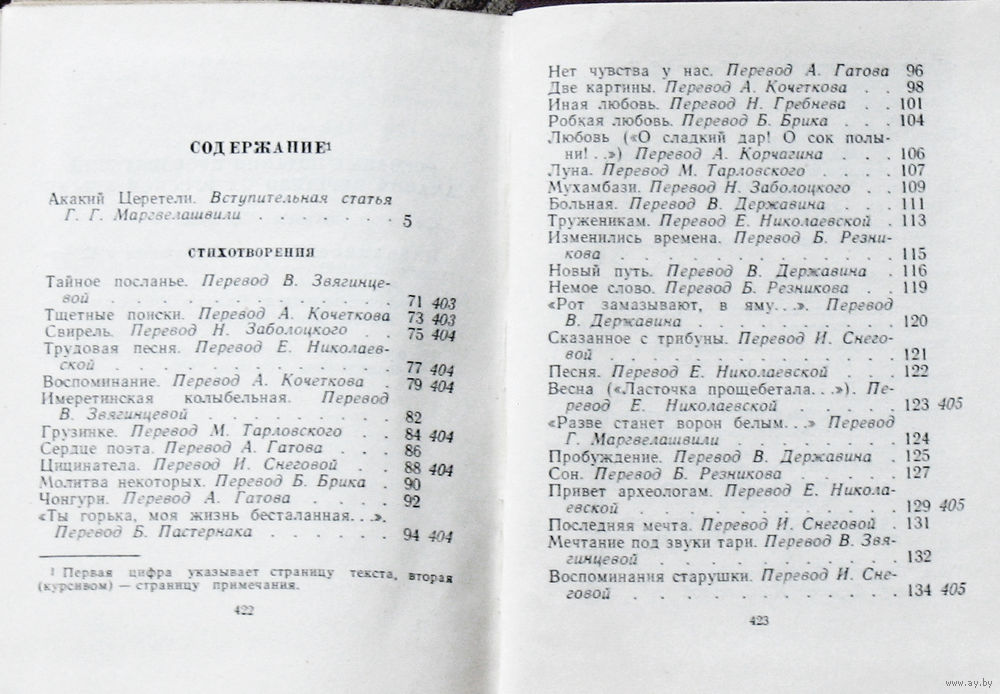 СОДЕРЖАНИЕ¹
Акакий Церетели. Вступительная статья
Г. Г. Маргвелашвили . . . . . . . 5
СТИХОТВОРЕНИЯ
Тайное посланье. Перевод В. Звягинце-
вой . . . . . . . . . . . . . 71 403
Тщетные поиски. Перевод А. Кочеткова 73 403
Свирель. Перевод Н. Заболоцкого . . 75 404
Трудовая песня. Перевод Е. Николаев-
ской . . . . . . . . . . . . . 77 404
Воспоминание. Перевод А. Кочеткова . 79 404
Имеретинская колыбельная. Перевод
В. Звягинцевой . . . . . . . 82
Грузинке. Перевод М. Тарловского . . 84 404
Сердце поэта. Перевод А. Гатова . . . 86
Цицинатела. Перевод И. Снеговой . . 88 404
Молитва некоторых. Перевод Б. Брика . 90
Чонгури. Перевод А. Гатова . . . . 92
«Ты горька, моя жизнь бесталанная...».
Перевод Б. Пастернака . . . . . . 94 404
¹ Первая цифра указывает страницу текста, вторая
(курсивом) — страницу примечания.
422
Нет чувства у нас. Перевод А. Гатова 96
Две картины. Перевод А. Кочеткова . . 98
Иная любовь. Перевод Н. Гребнева . . 101
Робкая любовь. Перевод Б. Брика . . . 104
Любовь («О сладкий дар! О сок полы-
ни!..») Перевод А. Корчагина . . . 106
Луна. Перевод М. Тарловского . . . . 107
Мухамбази. Перевод Н. Заболоцкого . . 109
Больная. Перевод В. Державина . . . 111
Труженикам. Перевод Е. Николаевской . 113
Изменились времена. Перевод Б. Резни-
кова . . . . . . . . . . . . . 115
Новый путь. Перевод В. Державина . 116
Немое слово. Перевод Б. Резникова . . 119
«Рот замазывают, в яму...». Перевод
В. Державина . . . . . . . . . 120
Сказанное с трибуны. Перевод И. Снего-
вой . . . . . . . . . . . . . 121
Песня. Перевод Е. Николаевской . . . 122
Весна («Ласточка прощебетала...»). Пе-
ревод Е. Николаевской . . . . . . 123 405
«Разве станет ворон белым...» Перевод
Г. Маргвелашвили . . . . . . . 124
Пробуждение. Перевод В. Державина . 125
Сон. Перевод Б. Резникова . . . . . 127
Привет археологам. Перевод Е. Никола-
евской . . . . . . . . . . . . 129 405
Последняя мечта. Перевод И. Снеговой . 131
Мечтание под звуки тари. Перевод В. Звя-
гинцевой . . . . . . . . . . . 132
Воспоминания старушки. Перевод И. Сне-
говой . . . . . . . . . . . . 134 405
423
www.ay.by